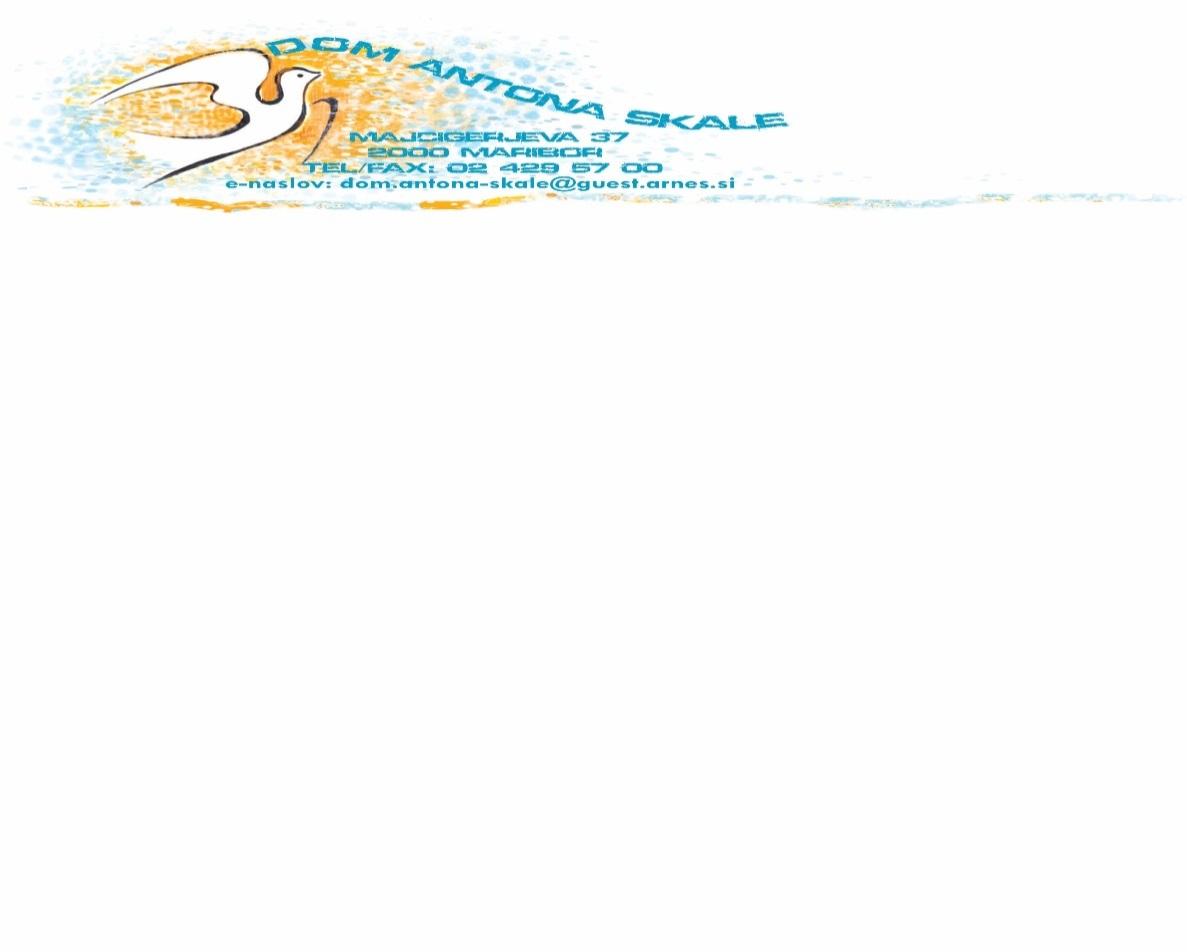 DOM ANTONA SKALE
MAJCIGERJEVA 37
2000 MARIBOR
TEL/FAX: 02 429 57 00
e-naslov: dom.antona-skale@guest.arnes.si